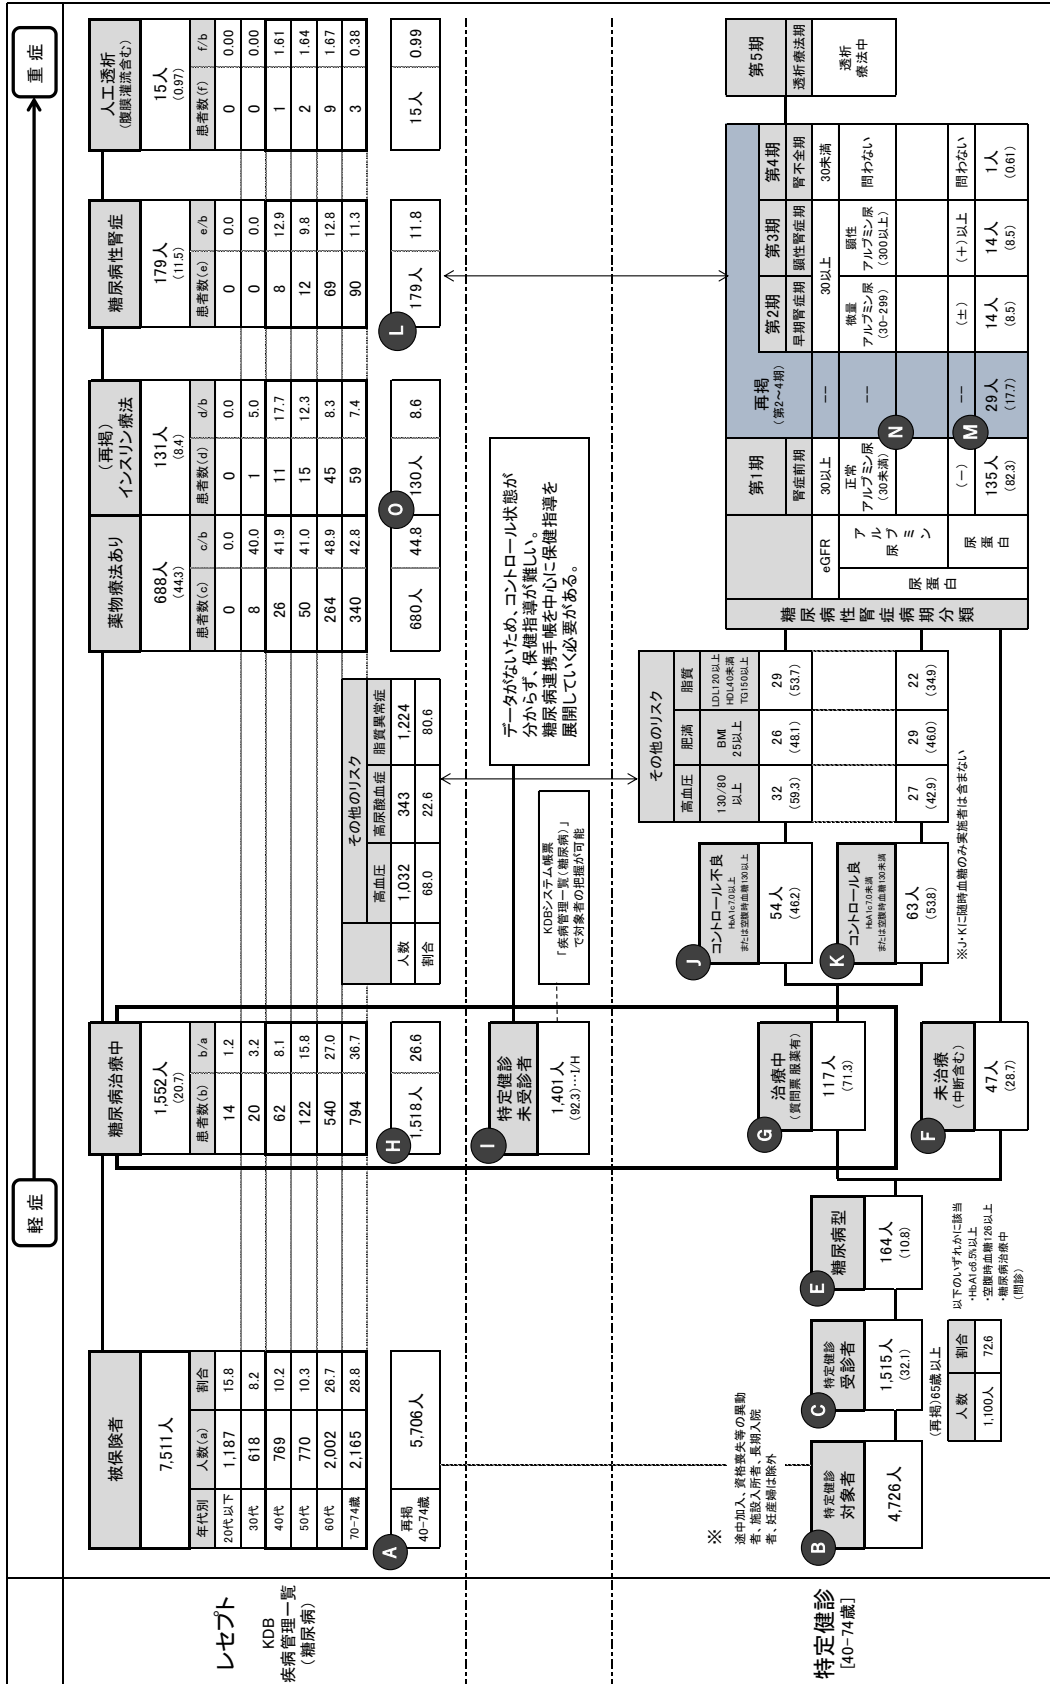 軽症
重症
レセプト
KDB
疾病管理一覧
(糖尿病)
被保険者
7,511人
年代別 人数(a) 割合
20代以下 1,187 15.8
30代 618 8.2
40代 769 10.2
50代 770 10.3
60代 2,002 26.7
70-74歳 2,165 28.8
A
再掲
40-74歳
5,706人
糖尿病治療中
1,552人
(20.7)
患者数(b) b/a
14 1.2
20 3.2
62 8.1
122 15.8
540 27.0
794 36.7
H
1,518人 26.6
その他のリスク
高血圧 高尿酸血症 脂質異常症
人数 1,032 343 1,224
割合 68.0 22.6 80.6
薬物療法あり
688人
(44.3)
患者数(c) c/b
0 0.0
8 40.0
26 41.9
50 41.0
264 48.9
340 42.8
680人 44.8
(再掲)
インスリン療法
131人
(8.4)
患者数(d) d/b
0 0.0
1 5.0
11 17.7
15 12.3
45 8.3
59 7.4
O
130人 8.6
糖尿病性腎症
179人
(11.5)
患者数(e) e/b
0 0.0
0 0.0
8 12.9
12 9.8
69 12.8
90 11.3
L
179人 11.8
人工透析
(腹膜灌流含む)
15人
(0.97)
患者数(f) f/b
0 0.00
0 0.00
1 1.61
2 1.64
9 1.67
3 0.38
15人 0.99
I
特定健診
未受診者
1,401人
(92.3)…I/H
KDBシステム帳票
「疾病管理一覧(糖尿病)」
で対象者の把握が可能
データがないため、コントロール状態が
分からず、保健指導が難しい。
糖尿病連携手帳を中心に保健指導を
展開していく必要がある。
特定健診
[40-74歳]
※
途中加入、資格喪失等の異動
者、施設入所者、長期入院
者、妊産婦は除外
B
特定健診
対象者
4,726人
C
特定健診
受診者
1,515人
(32.1)
(再掲)65歳以上
人数 割合
1,100人 72.6
E
糖尿病型
164人
(10.8)
以下のいずれかに該当
・HbA1c6.5%以上
・空腹時血糖126以上
・糖尿病治療中
(問診)
G
治療中
(質問票 服薬有)
117人
(71.3)
F
未治療
(中断含む)
47人
(28.7)
J
コントロール不良
HbA1c7.0以上
または空腹時血糖130以上
54人
(46.2)
K
コントロール良
HbA1c7.0未満
または空腹時血糖130未満
63人
(53.8)
※J・Kに随時血糖のみ実施者は含まない
その他のリスク
高血圧 肥満 脂質
130/80
以上
BMI
25以上
LDL120以上
HDL40未満
TG150以上
32
(59.3)
26
(48.1)
29
(53.7)
27
(42.9)
29
(46.0)
22
(34.9)
糖尿病性腎症病期分類
eGFR
尿蛋白
尿アルブミン
尿蛋白
第1期
腎症前期
30以上
正常
アルブミン尿
(30未満)
(-)
135人
(82.3)
再掲
(第2~4期)
--
--
N
--
M
29人
(17.7)
第2期 第3期 第4期
早期腎症期 顕性腎症期 腎不全期
30以上 30未満
微量
アルブミン尿
(30-299)
顕性
アルブミン尿
(300以上)
問わない
(±) (+)以上 問わない
14人
(8.5)
14人
(8.5)
1人
(0.61)
第5期
透析療法期
透析
療法中